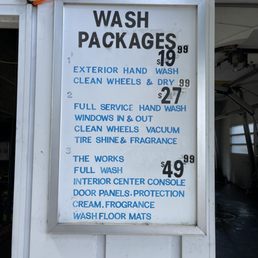 WASH
PACKAGES
$19 99
1
EXTERIOR HAND WASH
CLEAN WHEELS & DRY 99
2 $27
FULL SERVICE HAND WASH
WINDOWS IN & OUT
CLEAN WHEELS VACUUM
TIRE SHINE & FRAGRANCE
3
THE WORKS $49 99
FULL WASH
INTERIOR CENTER CONSOLE
DOOR PANELS, PROTECTION
CREAM, FROGRANCE
WASH FLOOR MATS